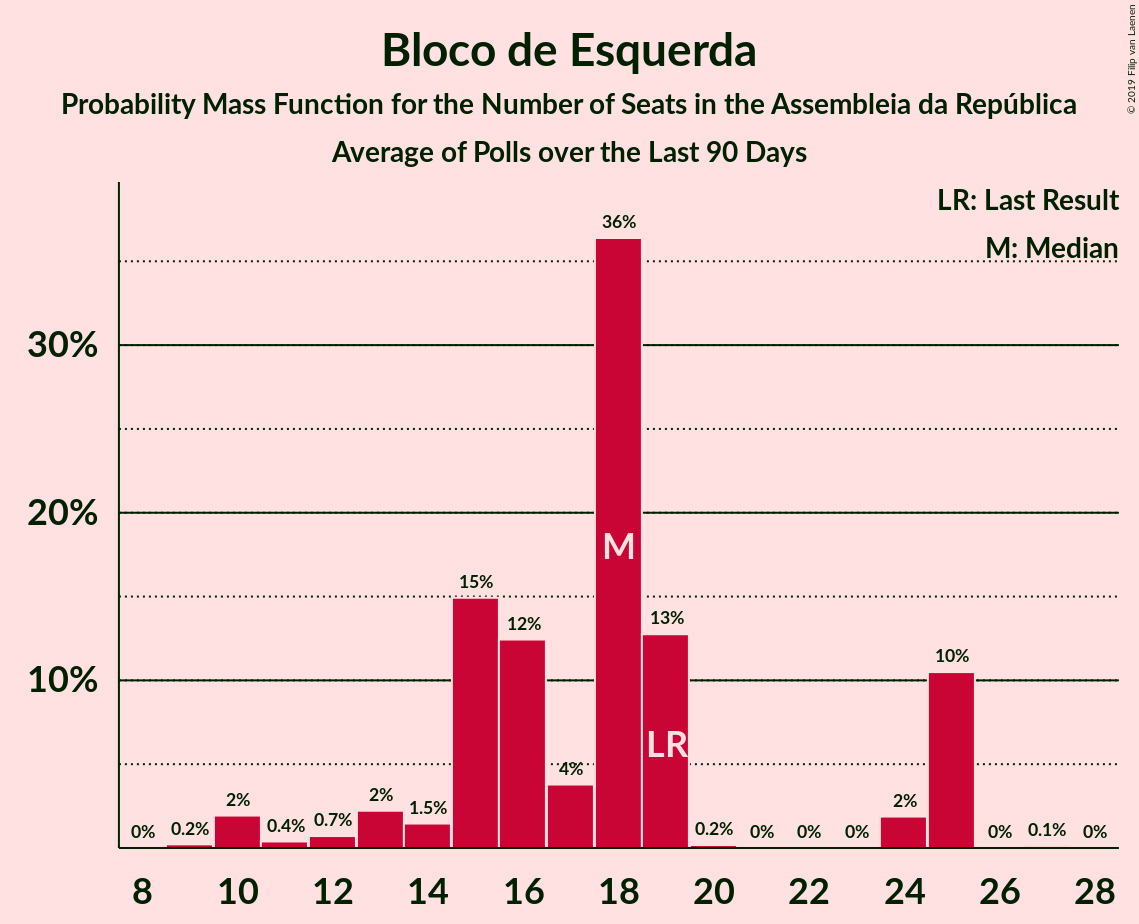 Bloco de Esquerda
Probability Mass Function for the Number of Seats in the Assembleia da República
Average of Polls over the Last 90 Days
© 2019 Filip van Laenen
LR: Last Result
M: Median
30%
20%
10%
0%
0.2%
2%
0.4%
0.7%
2%
1.5%
15%
12%
4%
36%
M
13%
LR
0.2%
0%
0%
0%
2%
10%
0%
0.1%
0%
8 10 12 14 16 18 20 22 24 26 28